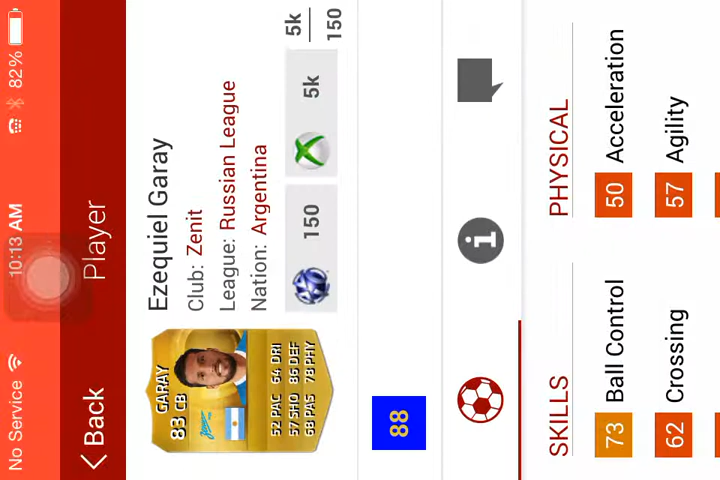 No Service 10:13 AM 82%
Back Player
GARAY
83 CB
52 PAC 64 DRI
57 SHO 86 DEF
68 PAS 78 PHY
Ezequiel Garay
Club: Zenit
League: Russian League
Nation: Argentina
150 5k
5k
150
88
SKILLS PHYSICAL
73 Ball Control 50 Acceleration
62 Crossing 57 Agility